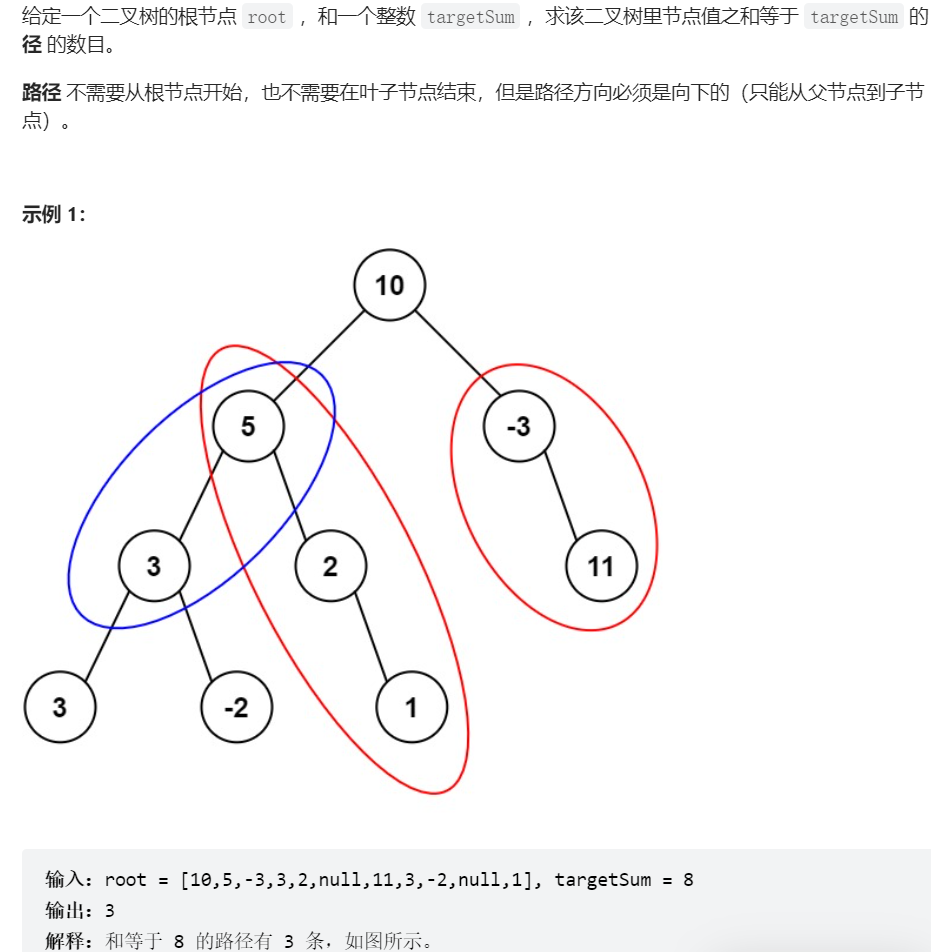 给定一个二叉树的根节点 root ，和一个整数 targetSum ，求该二叉树里节点值之和等于 targetSum 的
径 的数目。
路径 不需要从根节点开始，也不需要在叶子节点结束，但是路径方向必须是向下的（只能从父节点到子节
点）。
示例 1：
10
5 -3
3 2 11
3 -2 1
输入：root = [10,5,-3,3,2,null,11,3,-2,null,1], targetSum = 8
输出：3
解释：和等于 8 的路径有 3 条，如图所示。